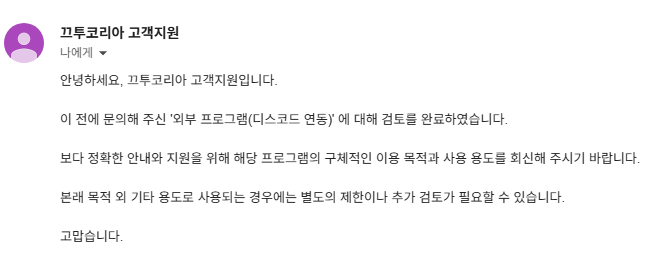 끄투코리아 고객지원
나에게
안녕하세요, 끄투코리아 고객지원입니다.
이 전에 문의해 주신 '외부 프로그램(디스코드 연동)' 에 대해 검토를 완료하였습니다.
보다 정확한 안내와 지원을 위해 해당 프로그램의 구체적인 이용 목적과 사용 용도를 회신해 주시기 바랍니다.
본래 목적 외 기타 용도로 사용되는 경우에는 별도의 제한이나 추가 검토가 필요할 수 있습니다.
고맙습니다.